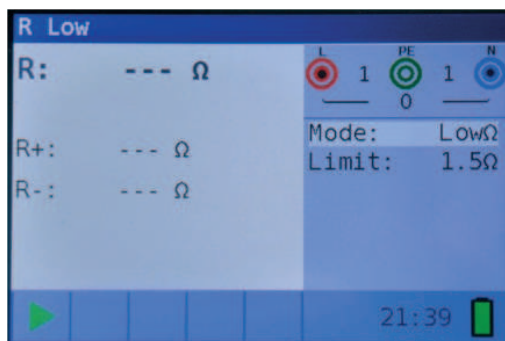 R Low
R: --- Ω
R+: --- Ω
R-: --- Ω
L PE N
1 1
0
Mode: LowΩ
Limit: 1.5Ω
21:39